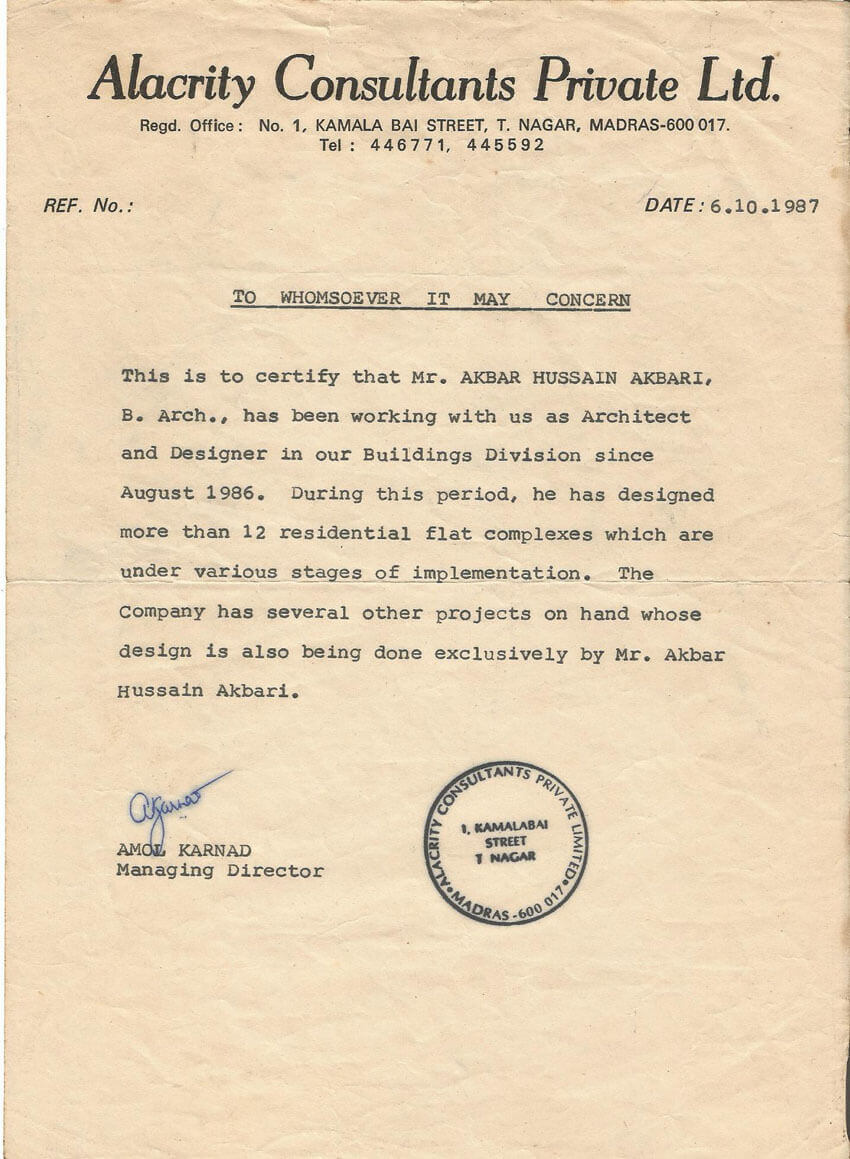 Alacrity Consultants Private Ltd.
Regd. Office : No. 1, KAMALA BAI STREET, T. NAGAR, MADRAS-600 017.
Tel : 446771, 445592
REF. No.:
DATE : 6.10.1987
TO WHOMSOEVER IT MAY CONCERN
This is to certify that Mr. AKBAR HUSSAIN AKBARI,
B. Arch., has been working with us as Architect
and Designer in our Buildings Division since
August 1986. During this period, he has designed
more than 12 residential flat complexes which are
under various stages of implementation. The
Company has several other projects on hand whose
design is also being done exclusively by Mr. Akbar
Hussain Akbari.
AKarnad
AMOL KARNAD
Managing Director
ALACRITY CONSULTANTS PRIVATE LIMITED
1, KAMALABAI
STREET
T NAGAR
MADRAS - 600 017